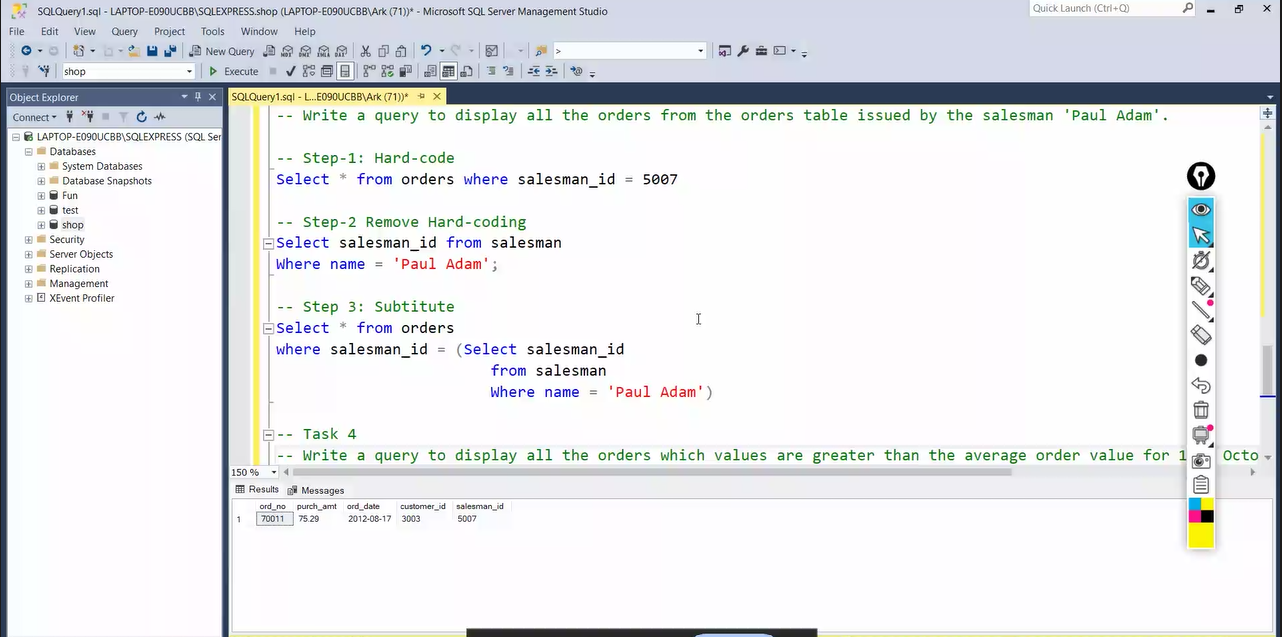 SQLQuery1.sql - LAPTOP-E090UCBB\SQLEXPRESS.shop (LAPTOP-E090UCBB\Ark (71))* - Microsoft SQL Server Management Studio
Quick Launch (Ctrl+Q)
File Edit View Query Project Tools Window Help
New Query
>
shop
Execute
Object Explorer
SQLQuery1.sql - L...E090UCBB\Ark (71))*
Connect
LAPTOP-E090UCBB\SQLEXPRESS (SQL Ser
Databases
System Databases
Database Snapshots
Fun
test
shop
Security
Server Objects
Replication
Management
XEvent Profiler
-- Write a query to display all the orders from the orders table issued by the salesman 'Paul Adam'.
-- Step-1: Hard-code
Select * from orders where salesman_id = 5007
-- Step-2 Remove Hard-coding
Select salesman_id from salesman
Where name = 'Paul Adam';
-- Step 3: Subtitute
Select * from orders
where salesman_id = (Select salesman_id
from salesman
Where name = 'Paul Adam')
-- Task 4
-- Write a query to display all the orders which values are greater than the average order value for 1 Octo
150 %
Results Messages
ord_no purch_amt ord_date customer_id salesman_id
1 70011 75.29 2012-08-17 3003 5007